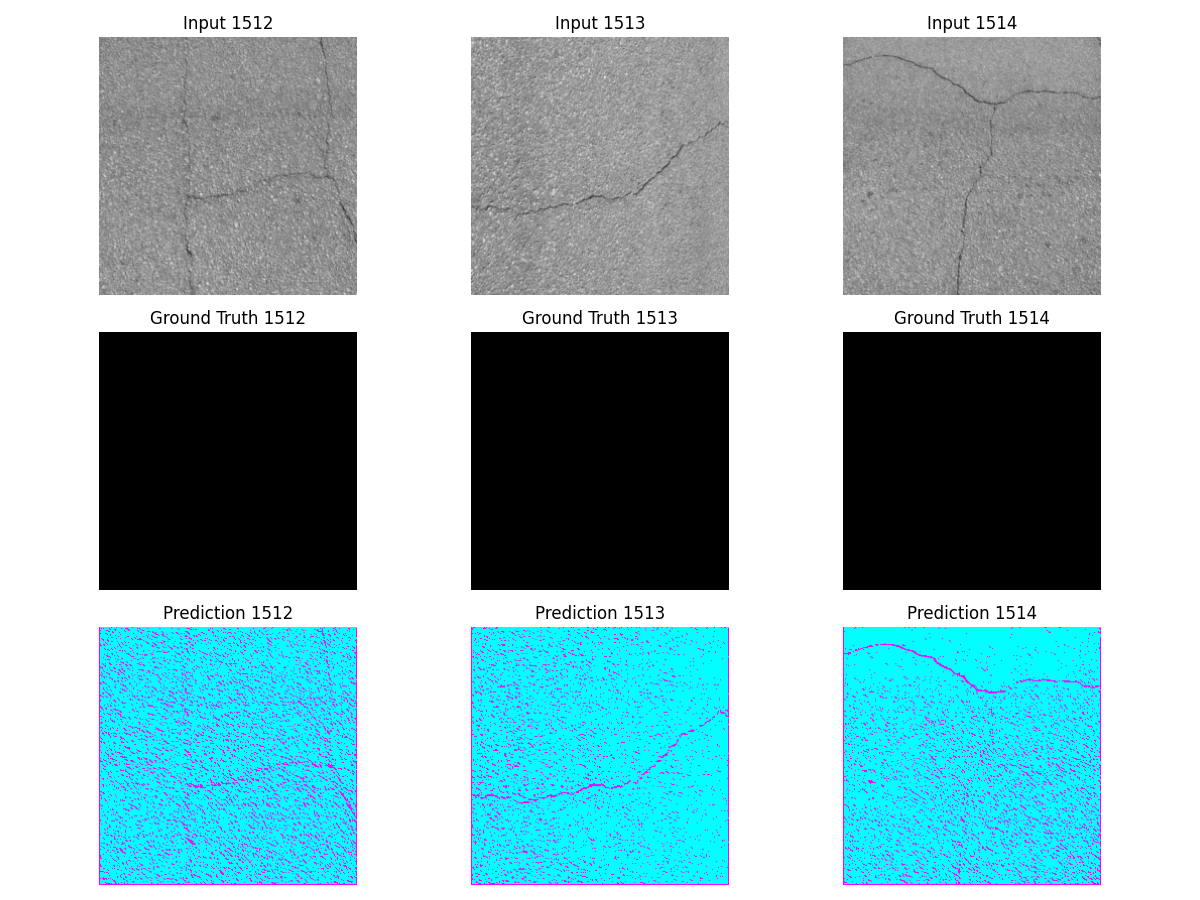 Input 1512
Input 1513
Input 1514
Ground Truth 1512
Ground Truth 1513
Ground Truth 1514
Prediction 1512
Prediction 1513
Prediction 1514